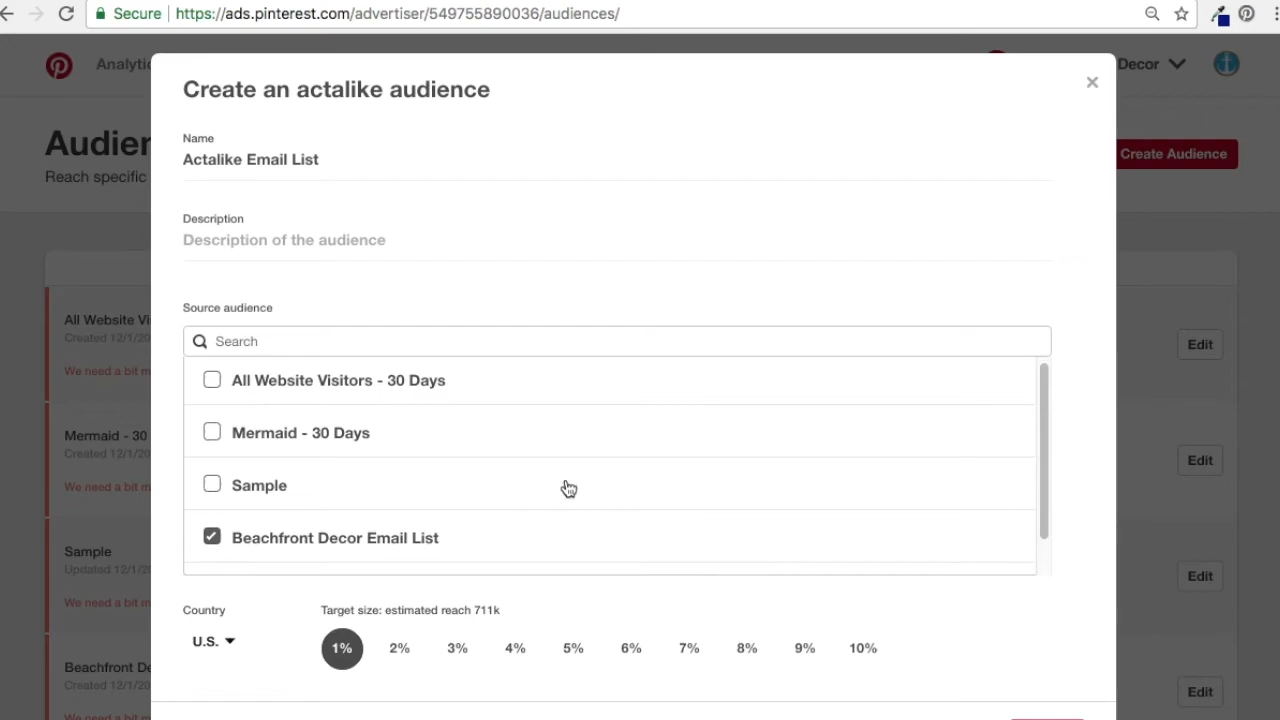 Secure https://ads.pinterest.com/advertiser/549755890036/audiences/
Decor
Create an actalike audience
Create Audience
Reach specific
Name
Actalike Email List
Description
Description of the audience
Source audience
Search
All Website Visitors - 30 Days
Mermaid - 30 Days
Sample
Beachfront Decor Email List
Country
Target size: estimated reach 711k
U.S.
1% 2% 3% 4% 5% 6% 7% 8% 9% 10%
All Website Vi
Created 12/1/20
We need a bit m
Edit
Mermaid - 30
Created 12/1/20
We need a bit m
Edit
Sample
Updated 12/1/20
We need a bit m
Edit
Beachfront De
Created 12/1/20
Edit